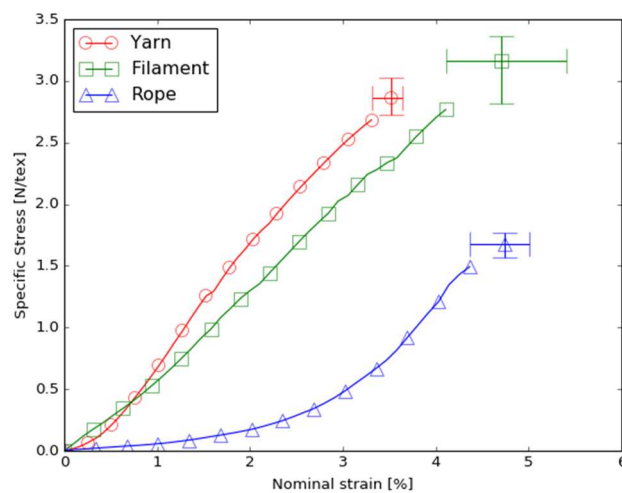 3.5
3.0
2.5
2.0
1.5
1.0
0.5
0.0
Specific Stress [N/tex]
Yarn
Filament
Rope
0 1 2 3 4 5 6
Nominal strain [%]